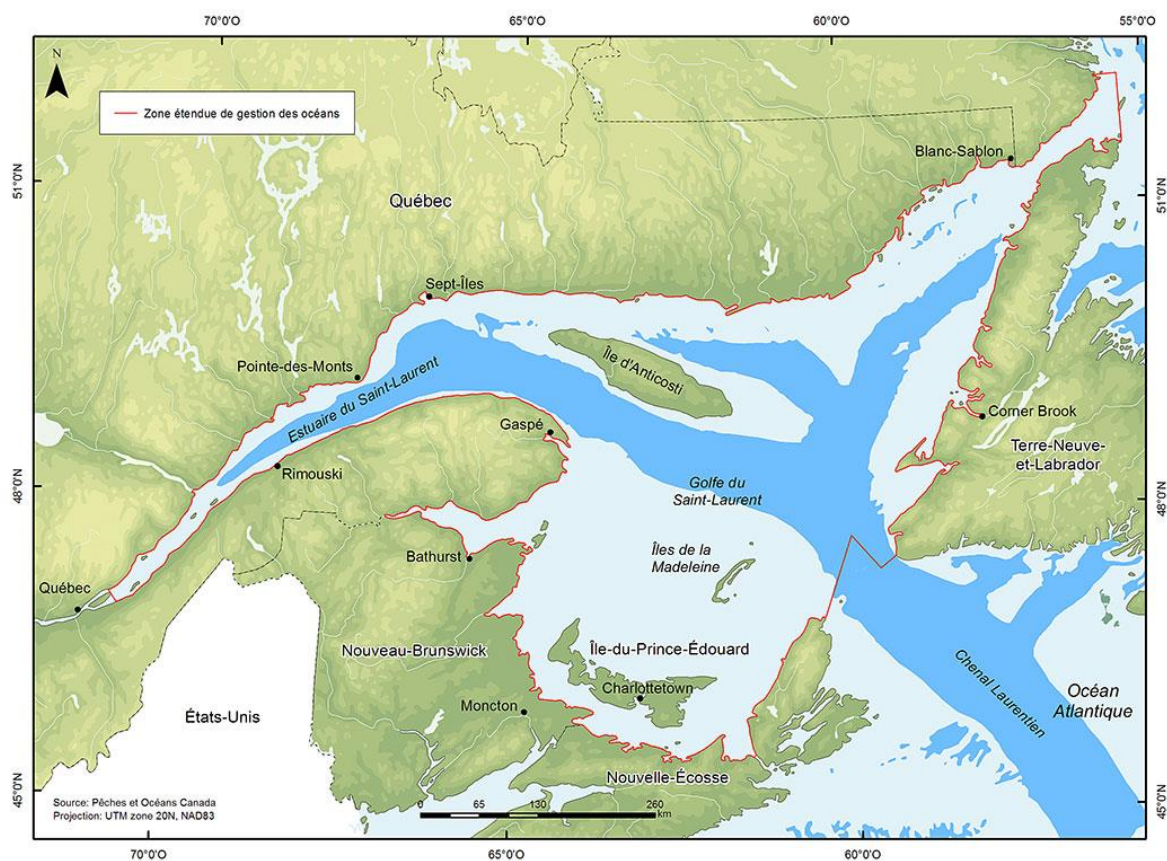 70°0'O
65°0'O
60°0'O
55°0'O
N
Zone étendue de gestion des océans
Blanc-Sablon
51°0'N
51°0'N
Québec
Sept-Îles
Pointe-des-Monts
Île d'Anticosti
Estuaire du Saint-Laurent
Gaspé
Corner Brook
Rimouski
Terre-Neuve-
et-Labrador
48°0'N
48°0'N
Golfe du
Saint-Laurent
Bathurst
Îles de la
Madeleine
Québec
Nouveau-Brunswick
Île-du-Prince-Édouard
Charlottetown
Chenal Laurentien
Océan
Atlantique
Moncton
États-Unis
Nouvelle-Écosse
45°0'N
45°0'N
Source: Pêches et Océans Canada
Projection: UTM zone 20N, NAD83
0 65 130 260
km
70°0'O
65°0'O
60°0'O